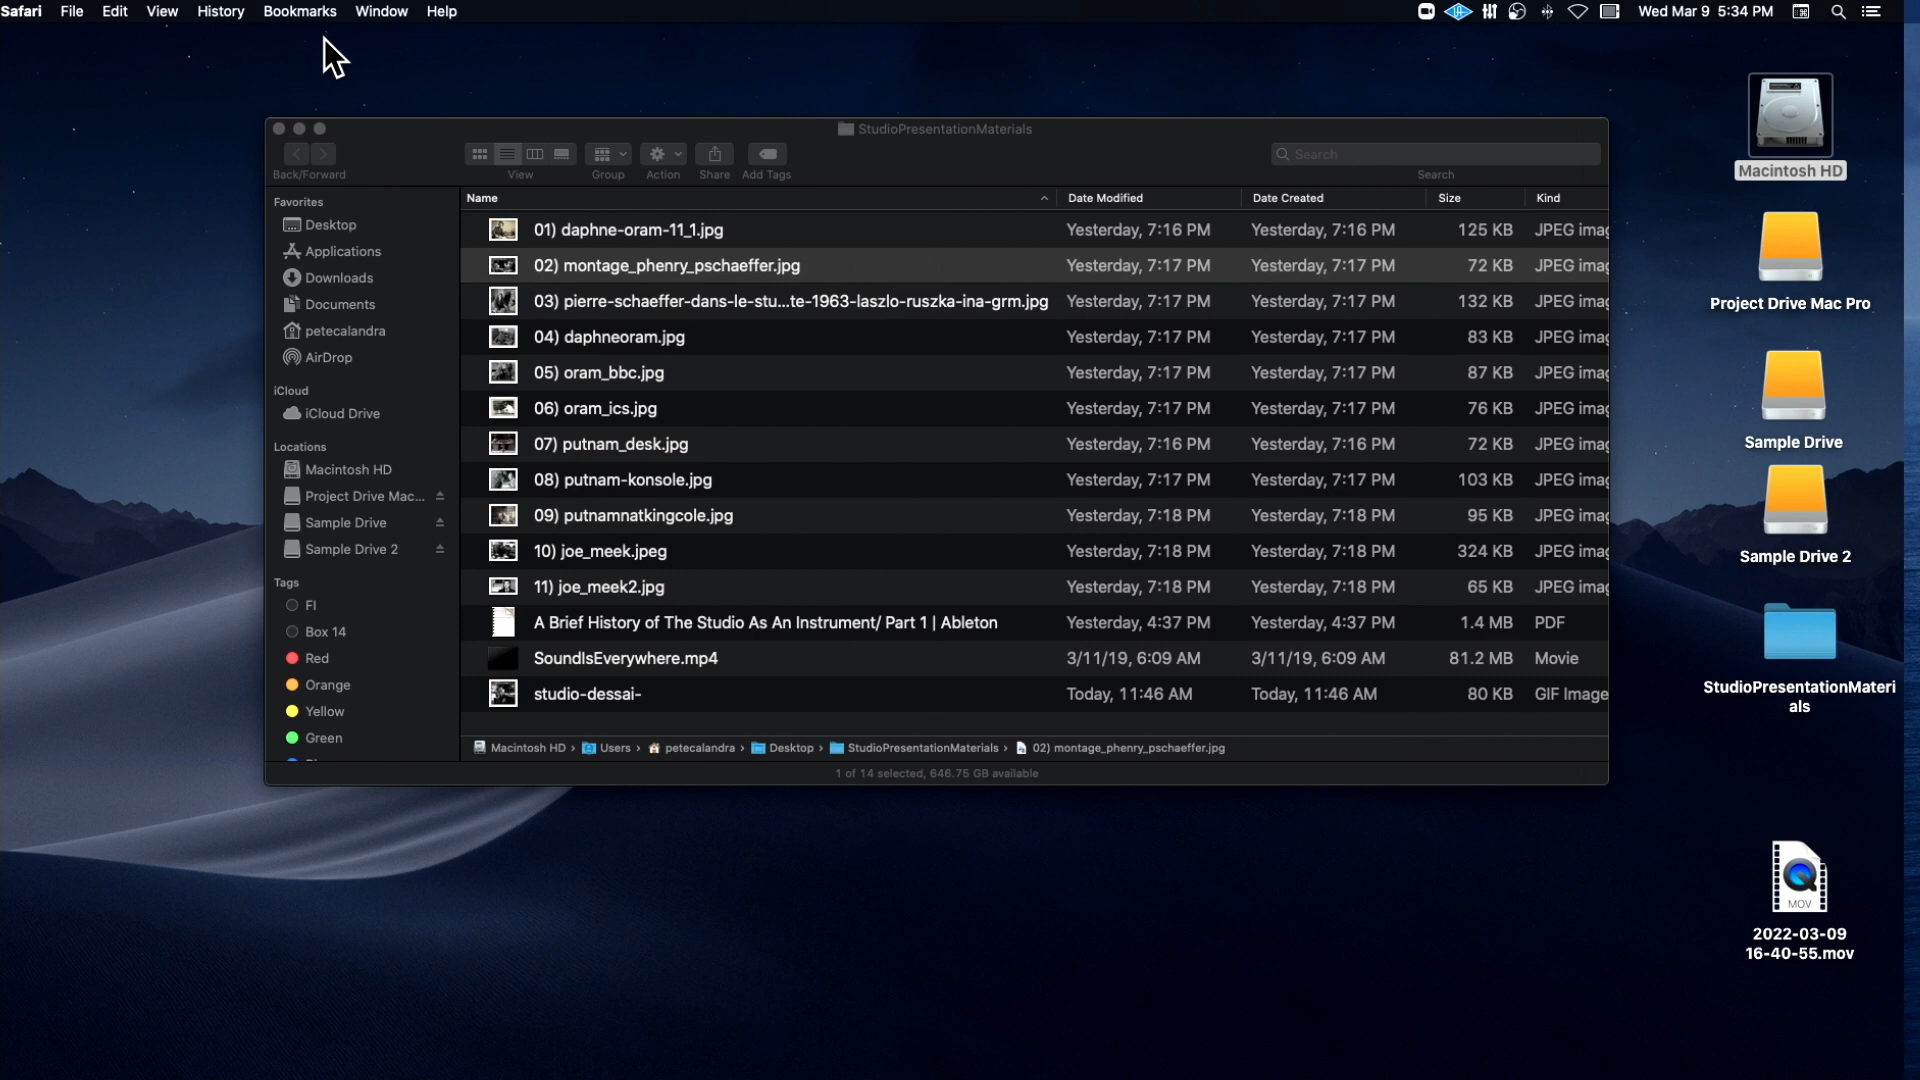 Safari File Edit View History Bookmarks Window Help Wed Mar 9 5:34 PM
StudioPresentationMaterials
Search
Back/Forward View Group Action Share Add Tags Search
Favorites
Desktop
Applications
Downloads
Documents
petecalandra
AirDrop
iCloud
iCloud Drive
Locations
Macintosh HD
Project Drive Mac...
Sample Drive
Sample Drive 2
Tags
FI
Box 14
Red
Orange
Yellow
Green
Name Date Modified Date Created Size Kind
01) daphne-oram-11_1.jpg Yesterday, 7:16 PM Yesterday, 7:16 PM 125 KB JPEG imag
02) montage_phenry_pschaeffer.jpg Yesterday, 7:17 PM Yesterday, 7:17 PM 72 KB JPEG imag
03) pierre-schaeffer-dans-le-stu...te-1963-laszlo-ruszka-ina-grm.jpg Yesterday, 7:17 PM Yesterday, 7:17 PM 132 KB JPEG imag
04) daphneoram.jpg Yesterday, 7:17 PM Yesterday, 7:17 PM 83 KB JPEG imag
05) oram_bbc.jpg Yesterday, 7:17 PM Yesterday, 7:17 PM 87 KB JPEG imag
06) oram_ics.jpg Yesterday, 7:17 PM Yesterday, 7:17 PM 76 KB JPEG imag
07) putnam_desk.jpg Yesterday, 7:16 PM Yesterday, 7:16 PM 72 KB JPEG imag
08) putnam-konsole.jpg Yesterday, 7:17 PM Yesterday, 7:17 PM 103 KB JPEG imag
09) putnamnatkingcole.jpg Yesterday, 7:18 PM Yesterday, 7:18 PM 95 KB JPEG imag
10) joe_meek.jpeg Yesterday, 7:18 PM Yesterday, 7:18 PM 324 KB JPEG imag
11) joe_meek2.jpg Yesterday, 7:18 PM Yesterday, 7:18 PM 65 KB JPEG imag
A Brief History of The Studio As An Instrument/ Part 1 | Ableton Yesterday, 4:37 PM Yesterday, 4:37 PM 1.4 MB PDF
SoundIsEverywhere.mp4 3/11/19, 6:09 AM 3/11/19, 6:09 AM 81.2 MB Movie
studio-dessai- Today, 11:46 AM Today, 11:46 AM 80 KB GIF Image
Macintosh HD › Users › petecalandra › Desktop › StudioPresentationMaterials › 02) montage_phenry_pschaeffer.jpg
1 of 14 selected, 646.75 GB available
Macintosh HD
Project Drive Mac Pro
Sample Drive
Sample Drive 2
StudioPresentationMateri
als
MOV
2022-03-09
16-40-55.mov